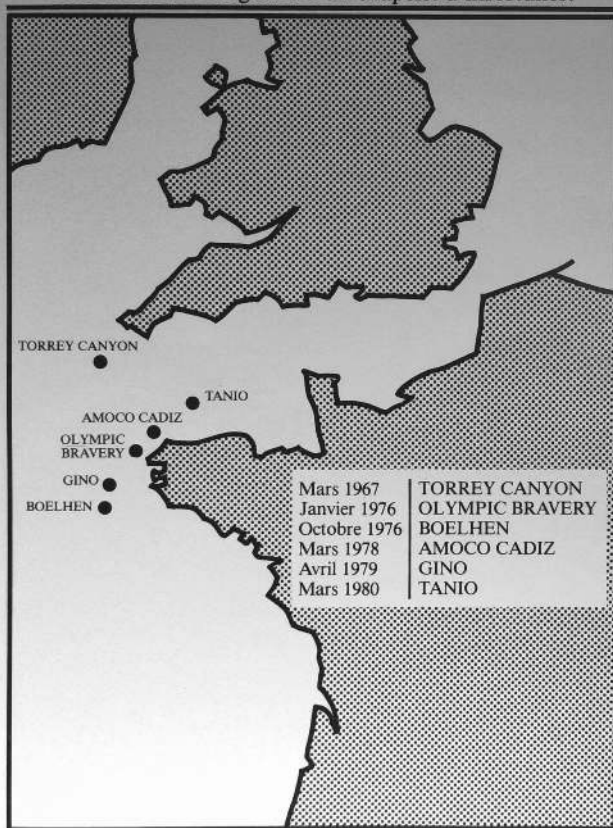 TORREY CANYON
TANIO
AMOCO CADIZ
OLYMPIC
BRAVERY
GINO
BOELHEN
Mars 1967 TORREY CANYON
Janvier 1976 OLYMPIC BRAVERY
Octobre 1976 BOELHEN
Mars 1978 AMOCO CADIZ
Avril 1979 GINO
Mars 1980 TANIO